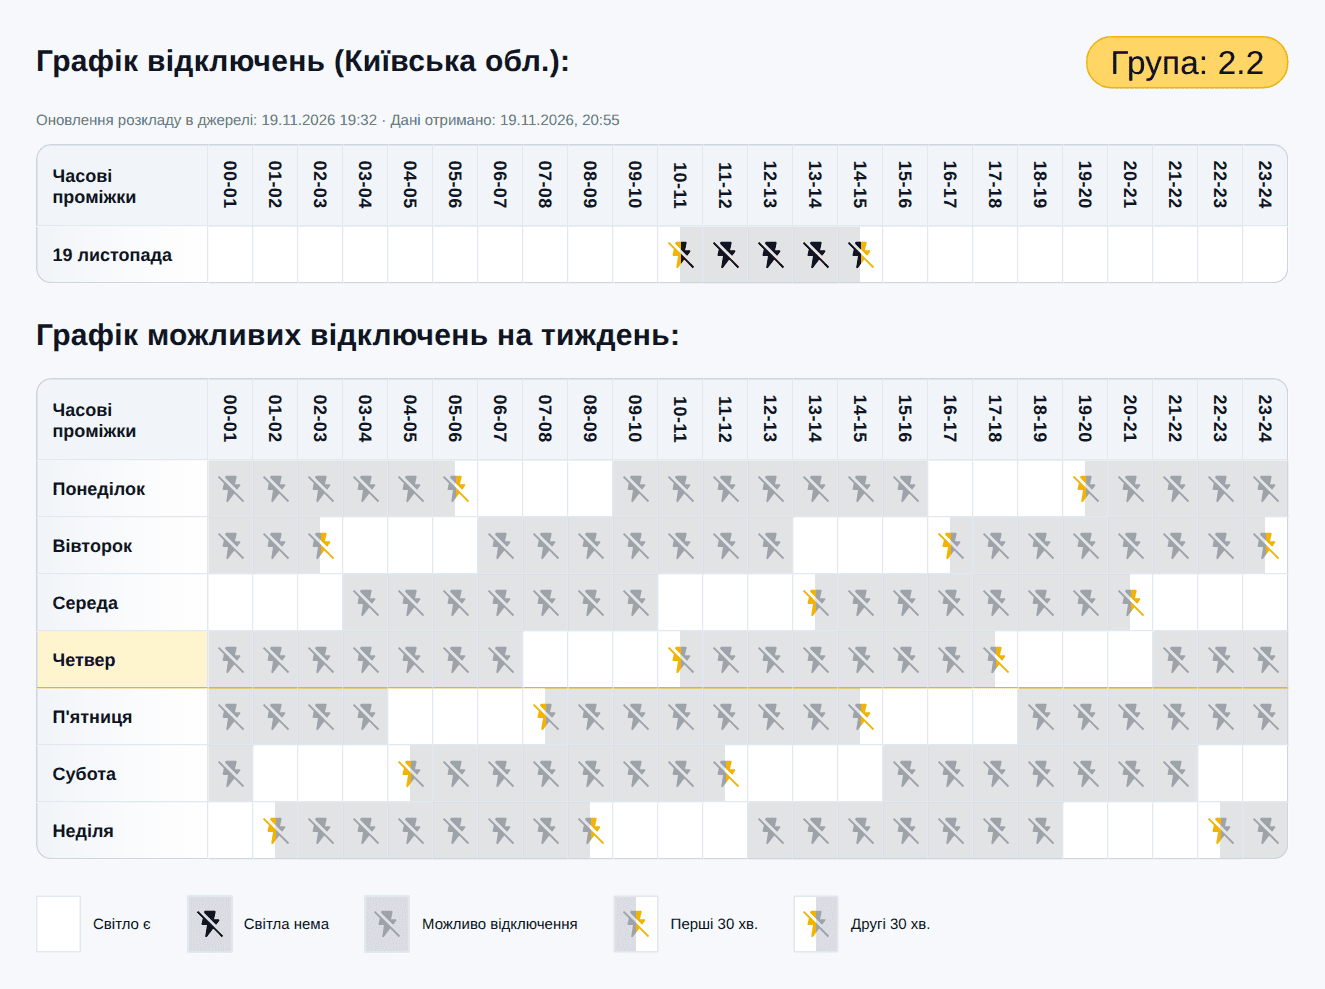 Графік відключень (Київська обл.):
Група: 2.2
Оновлення розкладу в джерелі: 19.11.2026 19:32 · Дані отримано: 19.11.2026, 20:55
Часові проміжки 00-01 01-02 02-03 03-04 04-05 05-06 06-07 07-08 08-09 09-10 10-11 11-12 12-13 13-14 14-15 15-16 16-17 17-18 18-19 19-20 20-21 21-22 22-23 23-24
19 листопада
Графік можливих відключень на тиждень:
Часові проміжки 00-01 01-02 02-03 03-04 04-05 05-06 06-07 07-08 08-09 09-10 10-11 11-12 12-13 13-14 14-15 15-16 16-17 17-18 18-19 19-20 20-21 21-22 22-23 23-24
Понеділок
Вівторок
Середа
Четвер
П'ятниця
Субота
Неділя
Світло є Світла нема Можливо відключення Перші 30 хв. Другі 30 хв.